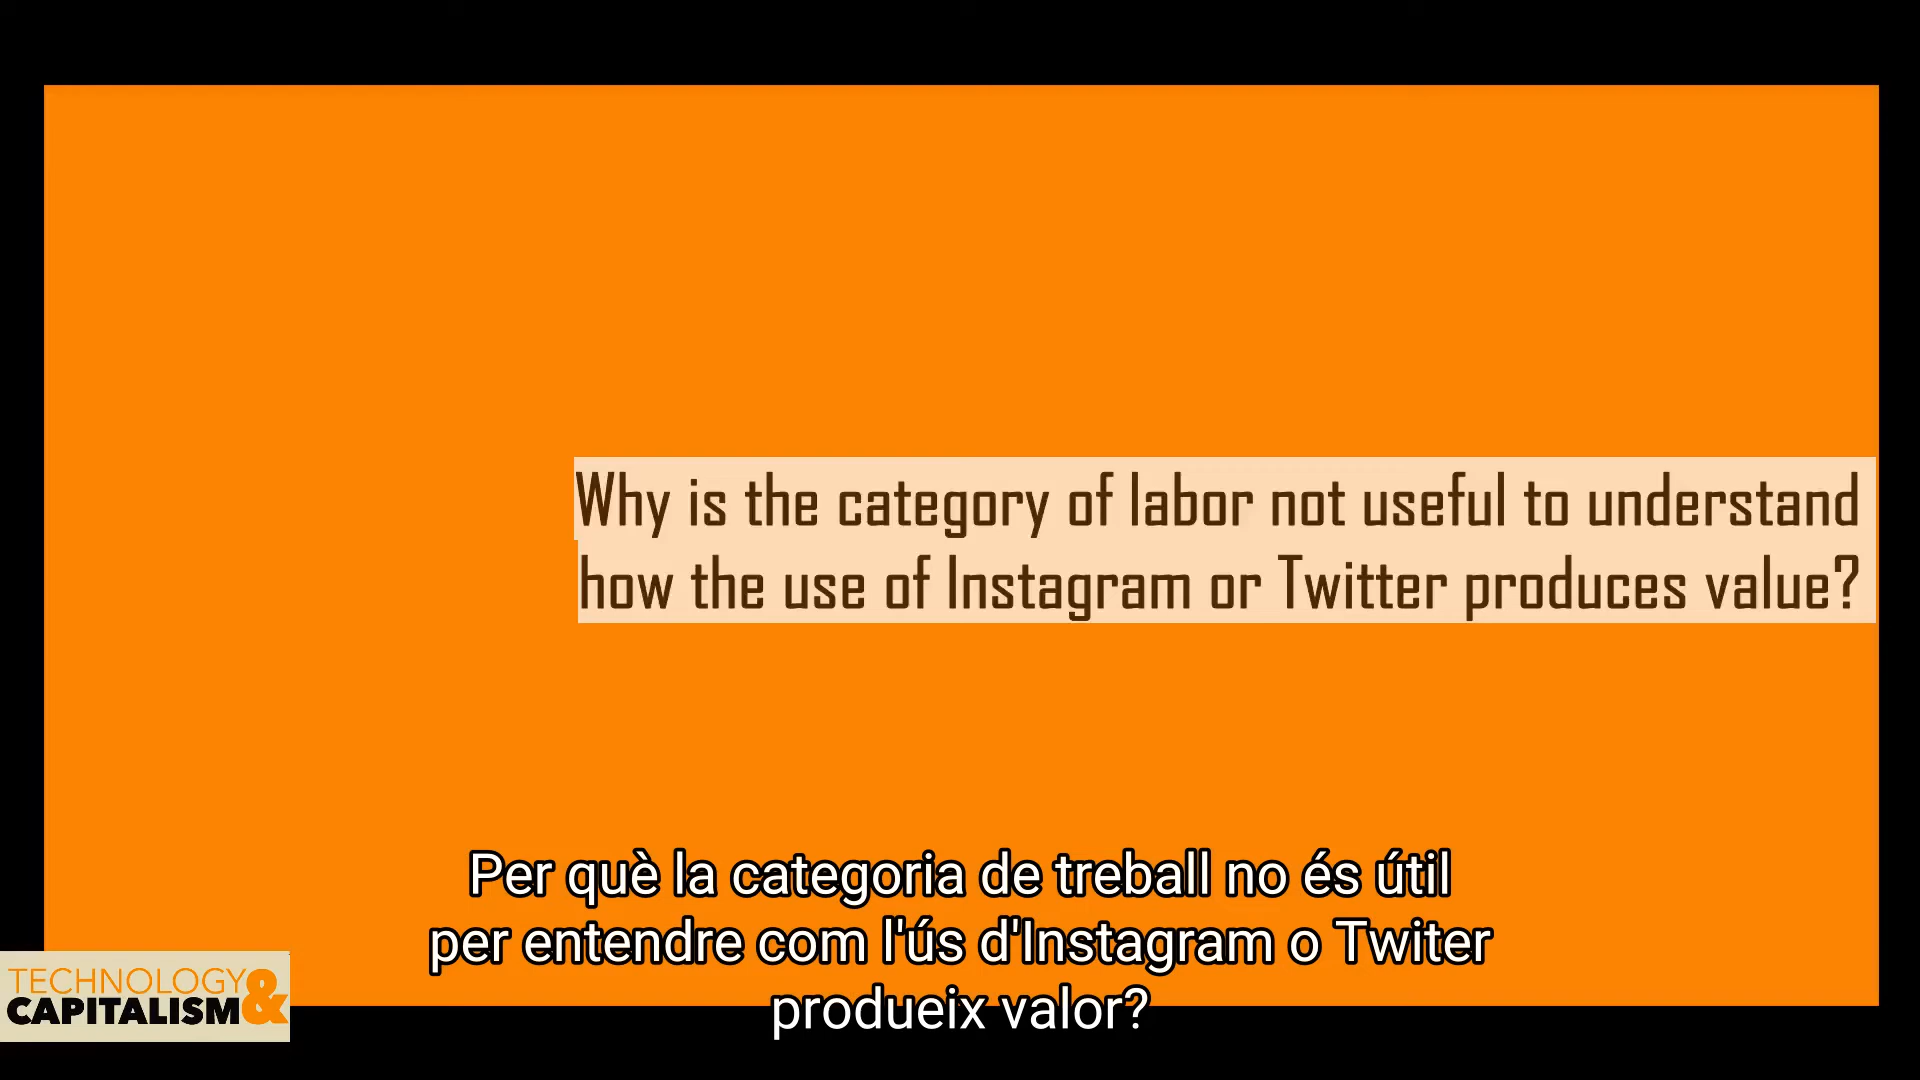 Why is the category of labor not useful to understand
how the use of Instagram or Twitter produces value?
Per què la categoria de treball no és útil
per entendre com l'ús d'Instagram o Twiter
produeix valor?
TECHNOLOGY
CAPITALISM &